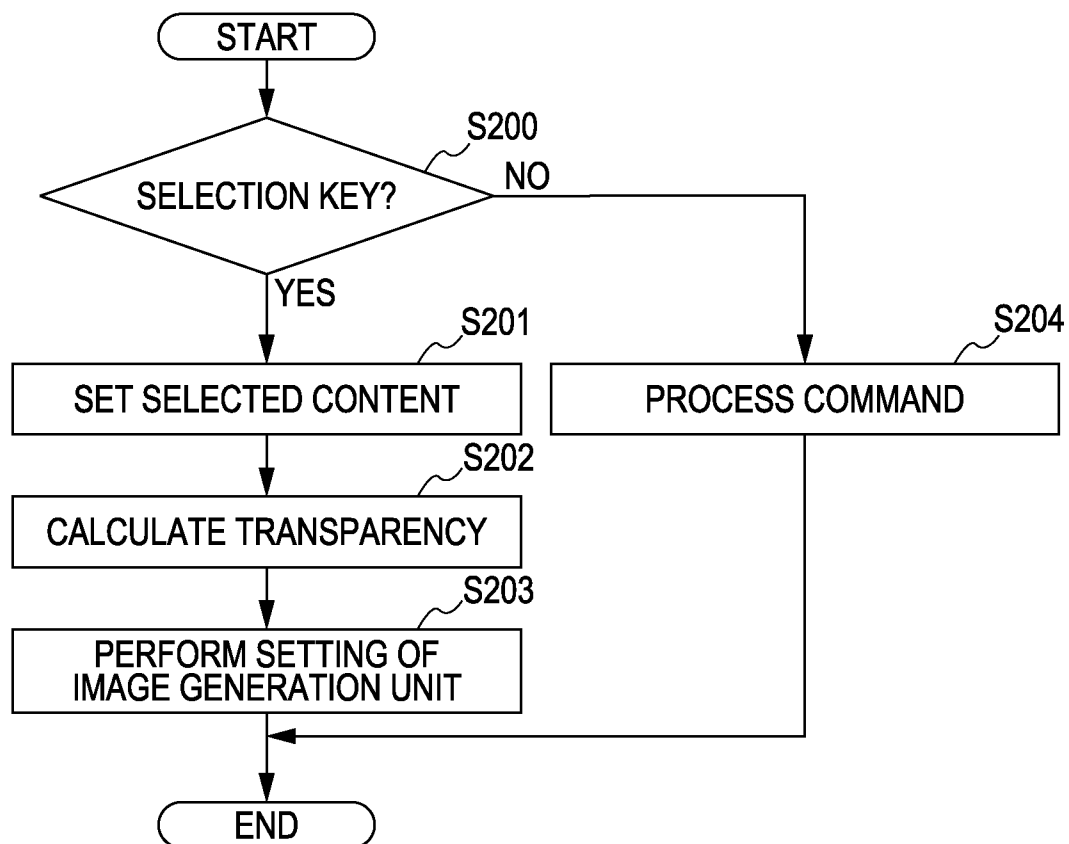 START
S200
SELECTION KEY?
NO
YES
S201
SET SELECTED CONTENT
S204
PROCESS COMMAND
S202
CALCULATE TRANSPARENCY
S203
PERFORM SETTING OF
IMAGE GENERATION UNIT
END